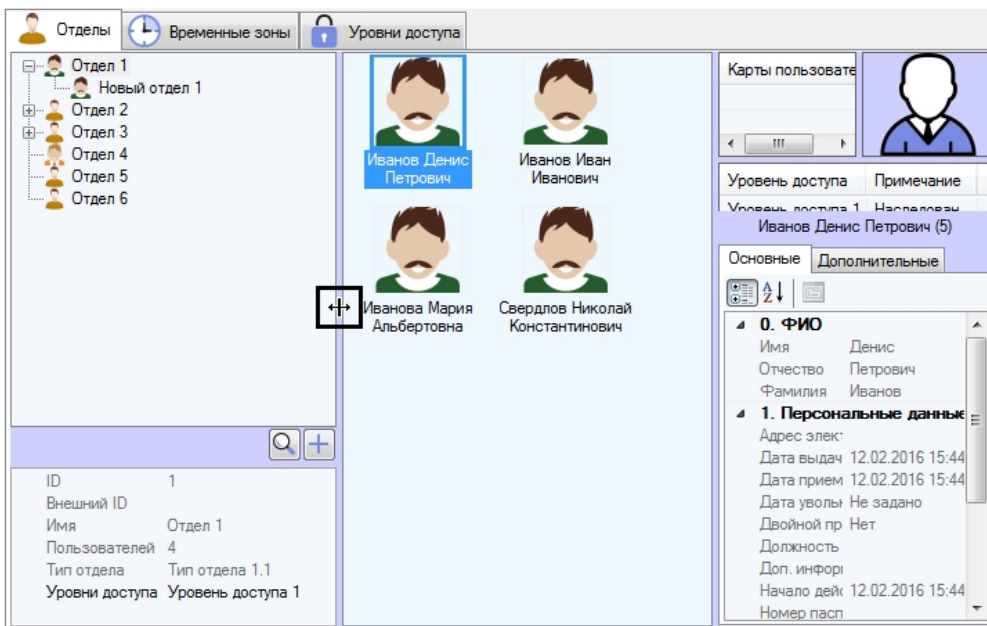 Отделы
Временные зоны
Уровни доступа
Отдел 1
Новый отдел 1
Отдел 2
Отдел 3
Отдел 4
Отдел 5
Отдел 6
ID 1
Внешний ID
Имя Отдел 1
Пользователей 4
Тип отдела Тип отдела 1.1
Уровни доступа Уровень доступа 1
Иванов Денис
Петрович
Иванов Иван
Иванович
Иванова Мария
Альбертовна
Свердлов Николай
Константинович
Карты пользовате
Уровень доступа Примечание
Уровень доступа 1 Наследован
Иванов Денис Петрович (5)
Основные
Дополнительные
0. ФИО
Имя Денис
Отчество Петрович
Фамилия Иванов
1. Персональные данные
Адрес элект
Дата выдач 12.02.2016 15:44
Дата прием 12.02.2016 15:44
Дата уволь Не задано
Двойной пр Нет
Должность
Доп. инфор
Начало дейс 12.02.2016 15:44
Номер пасп